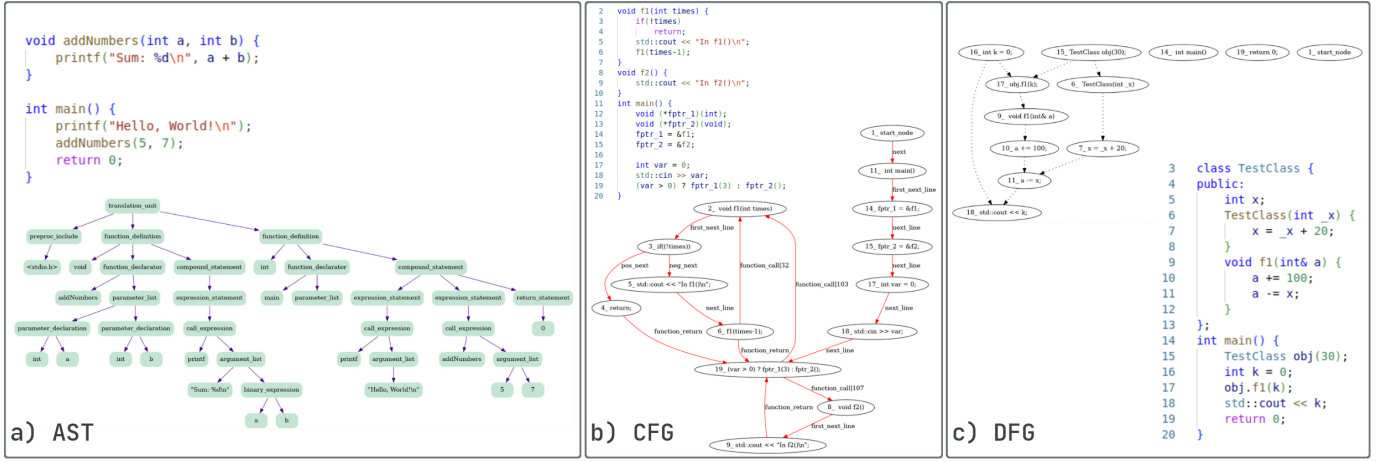 void addNumbers(int a, int b) {
printf("Sum: %d\n", a + b);
}
int main() {
printf("Hello, World!\n");
addNumbers(5, 7);
return 0;
}
translation_unit
preproc_include function_definition function_definition
<stdio.h> void function_declarator compound_statement int function_declarator compound_statement
addNumbers parameter_list expression_statement main parameter_list expression_statement expression_statement return_statement
parameter_declaration parameter_declaration call_expression call_expression call_expression 0
int a int b printf argument_list printf argument_list addNumbers argument_list
"Sum: %d\n" binary_expression "Hello, World!\n" 5 7
a b
a) AST
2 void f1(int times) {
3 if(!times)
4 return;
5 std::cout << "In f1()\n";
6 f1(times-1);
7 }
8 void f2() {
9 std::cout << "In f2()\n";
10 }
11 int main() {
12 void (*fptr_1)(int);
13 void (*fptr_2)(void);
14 fptr_1 = &f1;
15 fptr_2 = &f2;
16
17 int var = 0;
18 std::cin >> var;
19 (var > 0) ? fptr_1(3) : fptr_2();
20 }
1_ start_node
next
11_ int main()
first_next_line
14_ fptr_1 = &f1;
next_line
15_ fptr_2 = &f2;
next_line
17_ int var = 0;
next_line
18_ std::cin >> var;
next_line
2_ void f1(int times)
first_next_line
3_ if((!times))
pos_next neg_next
function_call|32
function_call|103
5_ std::cout << "In f1()\n";
4_ return;
next_line
6_ f1(times-1);
function_return function_return
19_ (var > 0) ? fptr_1(3) : fptr_2();
function_call|107
function_return
8_ void f2()
first_next_line
9_ std::cout << "In f2()\n";
b) CFG
16_ int k = 0; 15_ TestClass obj(30); 14_ int main() 19_ return 0; 1_ start_node
17_ obj.f1(k); 6_ TestClass(int _x)
9_ void f1(int& a)
10_ a += 100; 7_ x = _x + 20;
11_ a -= x;
18_ std::cout << k;
3 class TestClass {
4 public:
5 int x;
6 TestClass(int _x) {
7 x = _x + 20;
8 }
9 void f1(int& a) {
10 a += 100;
11 a -= x;
12 }
13 };
14 int main() {
15 TestClass obj(30);
16 int k = 0;
17 obj.f1(k);
18 std::cout << k;
19 return 0;
20 }
c) DFG